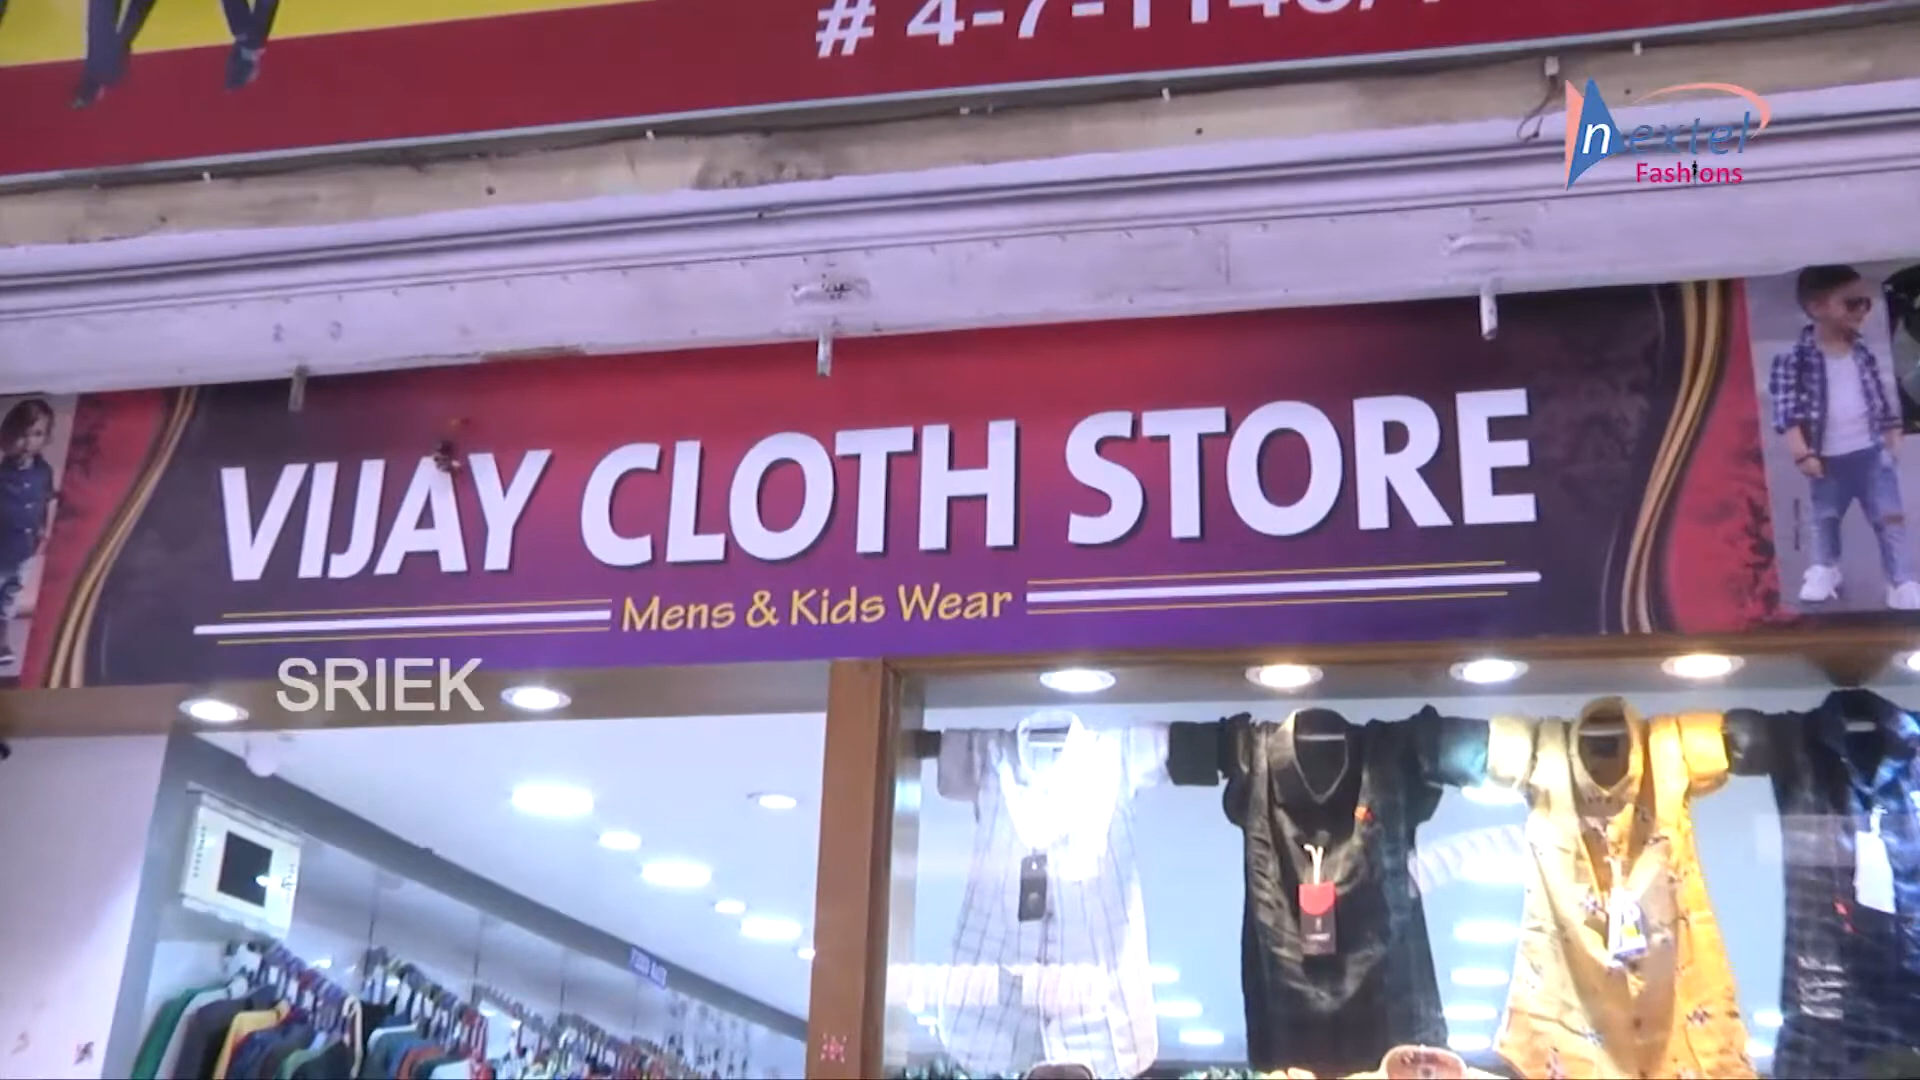 nextel
Fashions
VIJAY CLOTH STORE
Mens & Kids Wear
SRIEK